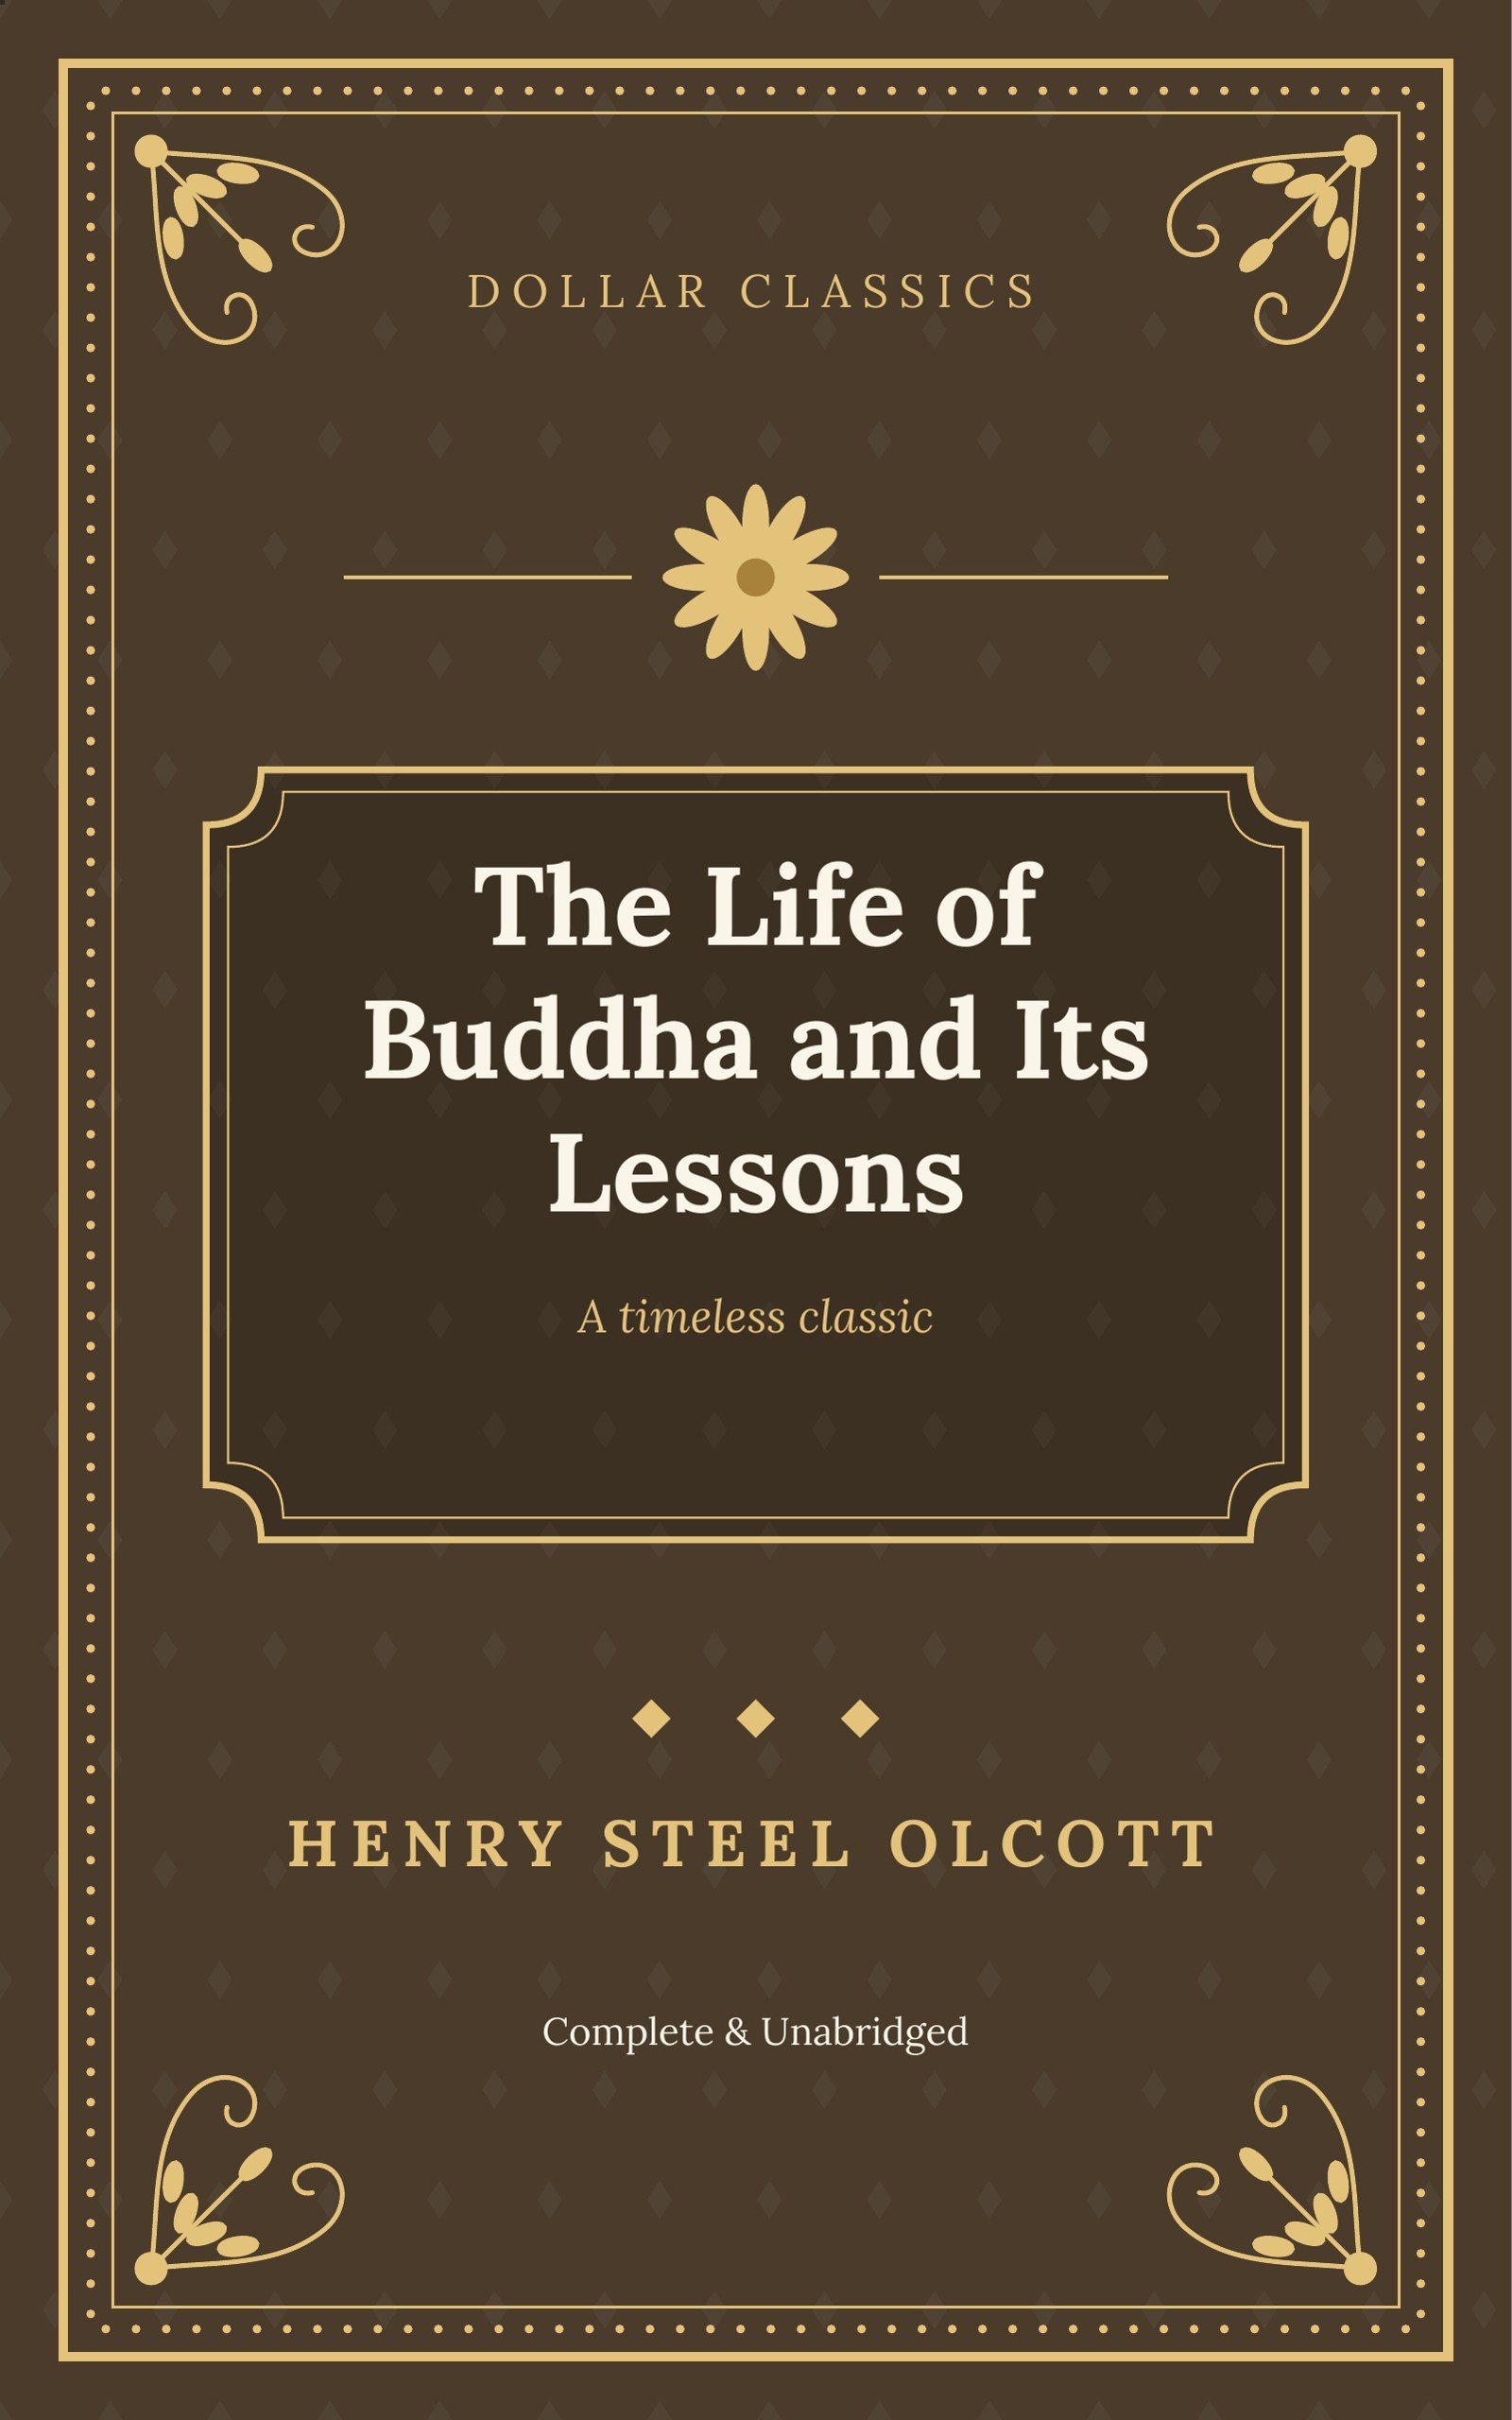 DOLLAR CLASSICS
The Life of
Buddha and Its
Lessons
A timeless classic
HENRY STEEL OLCOTT
Complete & Unabridged